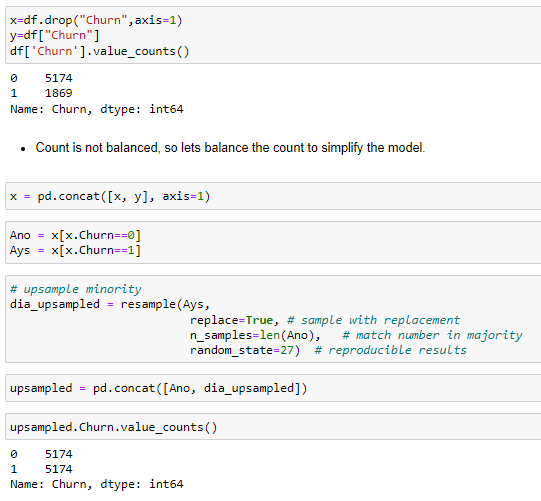 x=df.drop("Churn",axis=1)
y=df["Churn"]
df['Churn'].value_counts()
0    5174
1    1869
Name: Churn, dtype: int64
• Count is not balanced, so lets balance the count to simplify the model.
x = pd.concat([x, y], axis=1)
Ano = x[x.Churn==0]
Ays = x[x.Churn==1]
# upsample minority
dia_upsampled = resample(Ays,
                         replace=True, # sample with replacement
                         n_samples=len(Ano),   # match number in majority
                         random_state=27)  # reproducible results
upsampled = pd.concat([Ano, dia_upsampled])
upsampled.Churn.value_counts()
0    5174
1    5174
Name: Churn, dtype: int64